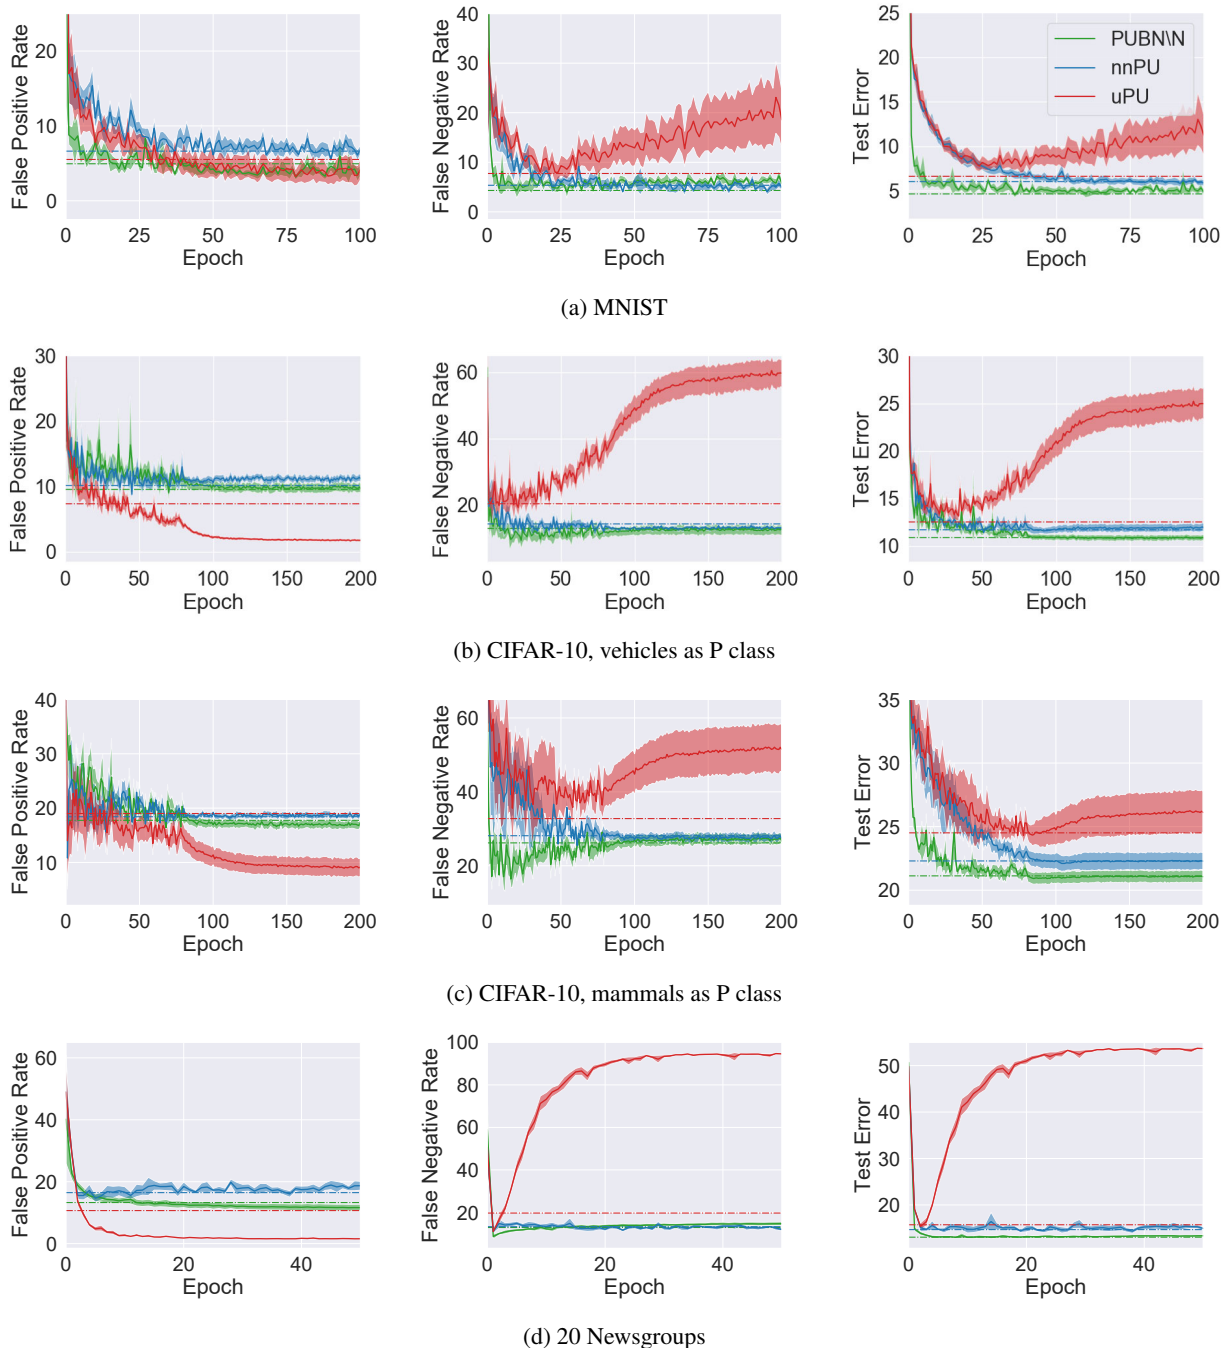 False Positive Rate
20
10
0
0 25 50 75 100
Epoch
False Negative Rate
40
30
20
10
0
0 25 50 75 100
Epoch
Test Error
25
20
15
10
5
0 25 50 75 100
Epoch
PUBN\N
nnPU
uPU
(a) MNIST
False Positive Rate
30
20
10
0
0 50 100 150 200
Epoch
False Negative Rate
60
40
20
0 50 100 150 200
Epoch
Test Error
30
25
20
15
10
0 50 100 150 200
Epoch
(b) CIFAR-10, vehicles as P class
False Positive Rate
40
30
20
10
0 50 100 150 200
Epoch
False Negative Rate
60
40
20
0 50 100 150 200
Epoch
Test Error
35
30
25
20
0 50 100 150 200
Epoch
(c) CIFAR-10, mammals as P class
False Positive Rate
60
40
20
0
0 20 40
Epoch
False Negative Rate
100
80
60
40
20
0 20 40
Epoch
Test Error
50
40
30
20
0 20 40
Epoch
(d) 20 Newsgroups